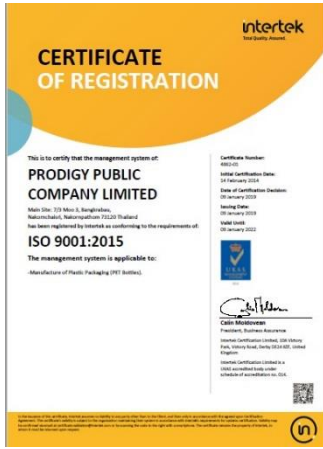 intertek
Total Quality. Assured.
CERTIFICATE
OF REGISTRATION
This is to certify that the management system of:
PRODIGY PUBLIC
COMPANY LIMITED
Main Site: 7/3 Moo 3, Bangkrabao,
Nakornchaisri, Nakornpathom 73120 Thailand
has been registered by Intertek as conforming to the requirements of:
ISO 9001:2015
The management system is applicable to:
-Manufacture of Plastic Packaging (PET Bottles).
Certificate Number:
Initial Certification Date:
14 February 2014
Date of Certification Decision:
09 January 2019
Issuing Date:
09 January 2019
Valid Until:
09 January 2022
UKAS
Calin Moldovean
President, Business Assurance
Intertek Certification Limited, 10A Victory
Park, Victory Road, Derby DE24 8ZF, United
Kingdom
Intertek Certification Limited is a
UKAS accredited body under
schedule of accreditation no. 014.
in